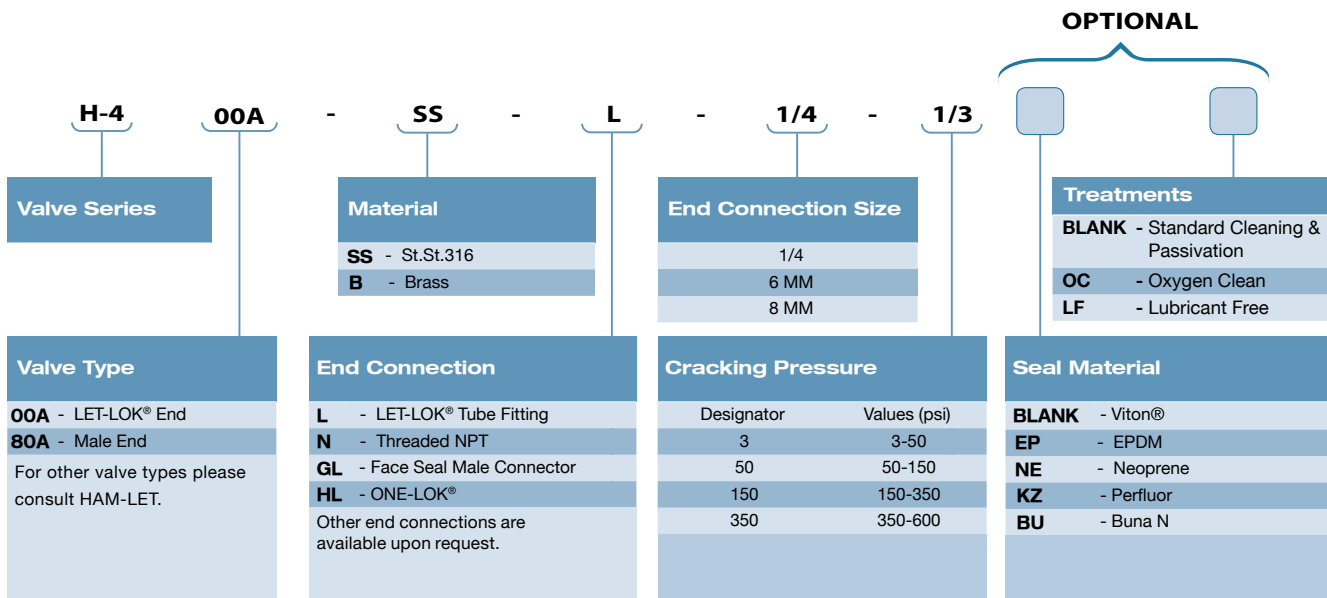 OPTIONAL
H-4 00A - SS - L - 1/4 - 1/3
Valve Series
Material
SS - St.St.316
B - Brass
End Connection Size
1/4
6 MM
8 MM
Treatments
BLANK - Standard Cleaning &
Passivation
OC - Oxygen Clean
LF - Lubricant Free
Valve Type
00A - LET-LOK® End
80A - Male End
For other valve types please
consult HAM-LET.
End Connection
L - LET-LOK® Tube Fitting
N - Threaded NPT
GL - Face Seal Male Connector
HL - ONE-LOK®
Other end connections are
available upon request.
Cracking Pressure
Designator Values (psi)
3 3-50
50 50-150
150 150-350
350 350-600
Seal Material
BLANK - Viton®
EP - EPDM
NE - Neoprene
KZ - Perfluor
BU - Buna N